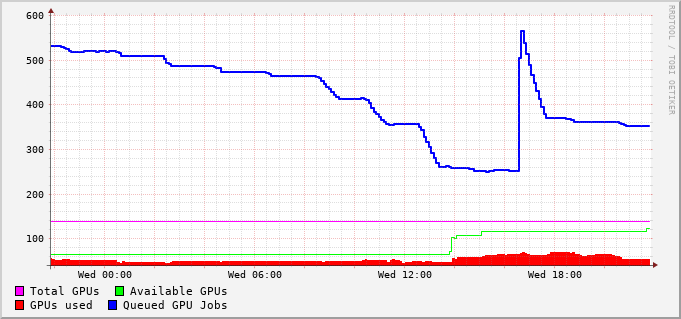 600
500
400
300
200
100
Wed 00:00 Wed 06:00 Wed 12:00 Wed 18:00
Total GPUs Available GPUs
GPUs used Queued GPU Jobs
RRDTOOL / TOBI OETIKER